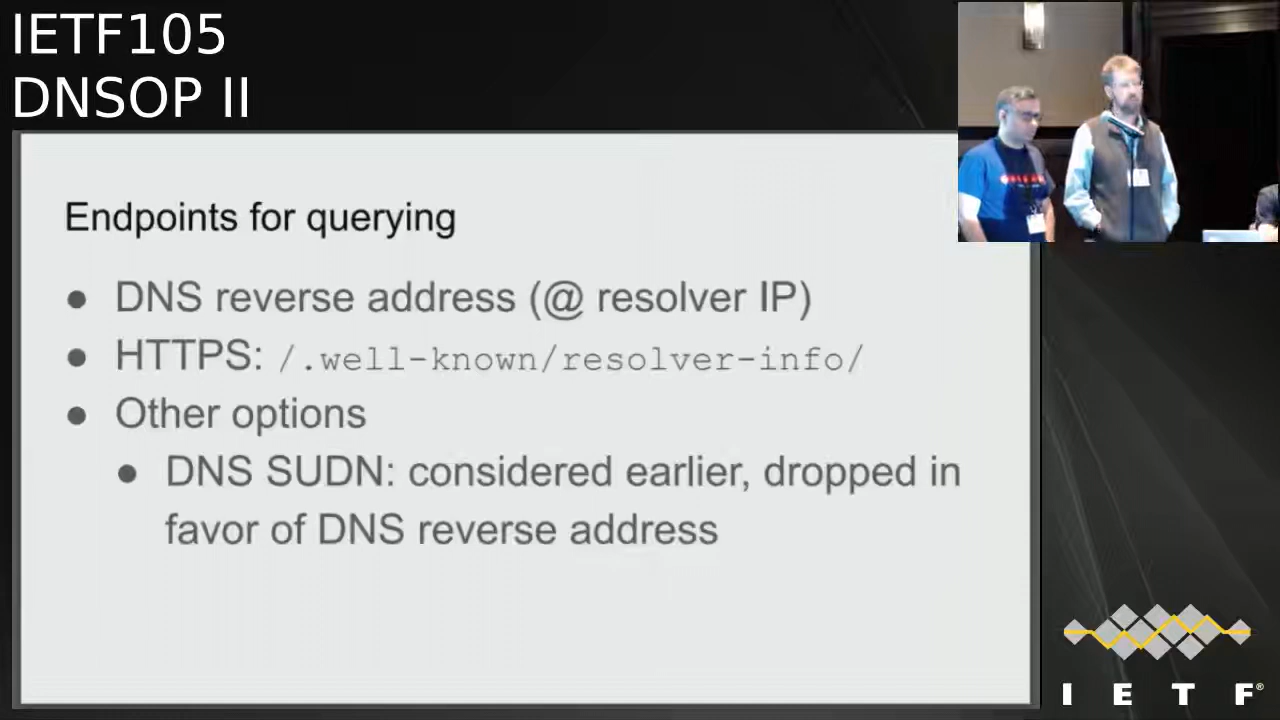 IETF105
DNSOP II
Endpoints for querying
● DNS reverse address (@ resolver IP)
● HTTPS: /.well-known/resolver-info/
● Other options
● DNS SUDN: considered earlier, dropped in
favor of DNS reverse address
I E T F®